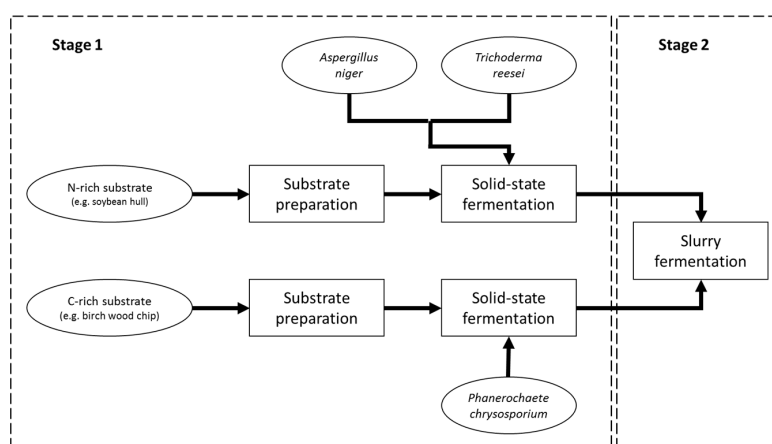 Stage 1
Stage 2
Aspergillus
niger
Trichoderma
reesei
N-rich substrate
(e.g. soybean hull)
Substrate
preparation
Solid-state
fermentation
Slurry
fermentation
C-rich substrate
(e.g. birch wood chip)
Substrate
preparation
Solid-state
fermentation
Phanerochaete
chrysosporium